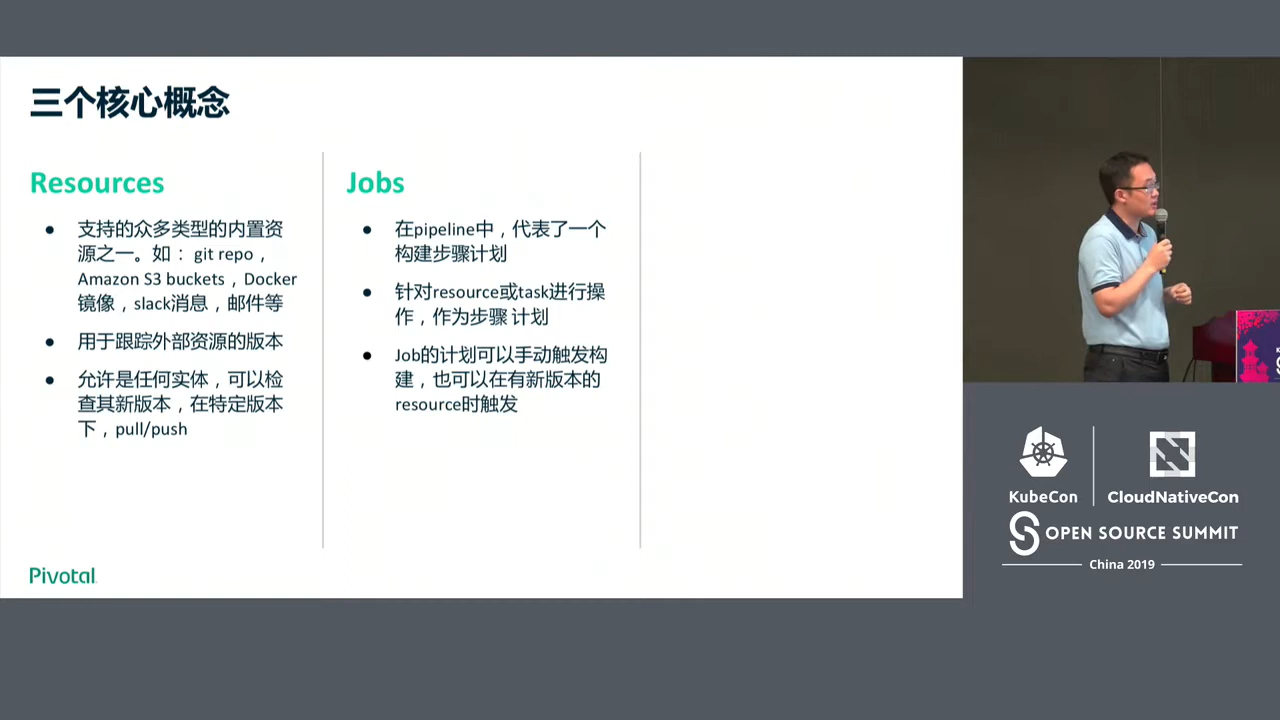 三个核心概念
Resources
● 支持的众多类型的内置资
源之一。如： git repo，
Amazon S3 buckets，Docker
镜像，slack消息，邮件等
● 用于跟踪外部资源的版本
● 允许是任何实体，可以检
查其新版本，在特定版本
下，pull/push
Jobs
● 在pipeline中，代表了一个
构建步骤计划
● 针对resource或task进行操
作，作为步骤 计划
● Job的计划可以手动触发构
建，也可以在有新版本的
resource时触发
Pivotal
KubeCon
CloudNativeCon
OPEN SOURCE SUMMIT
China 2019